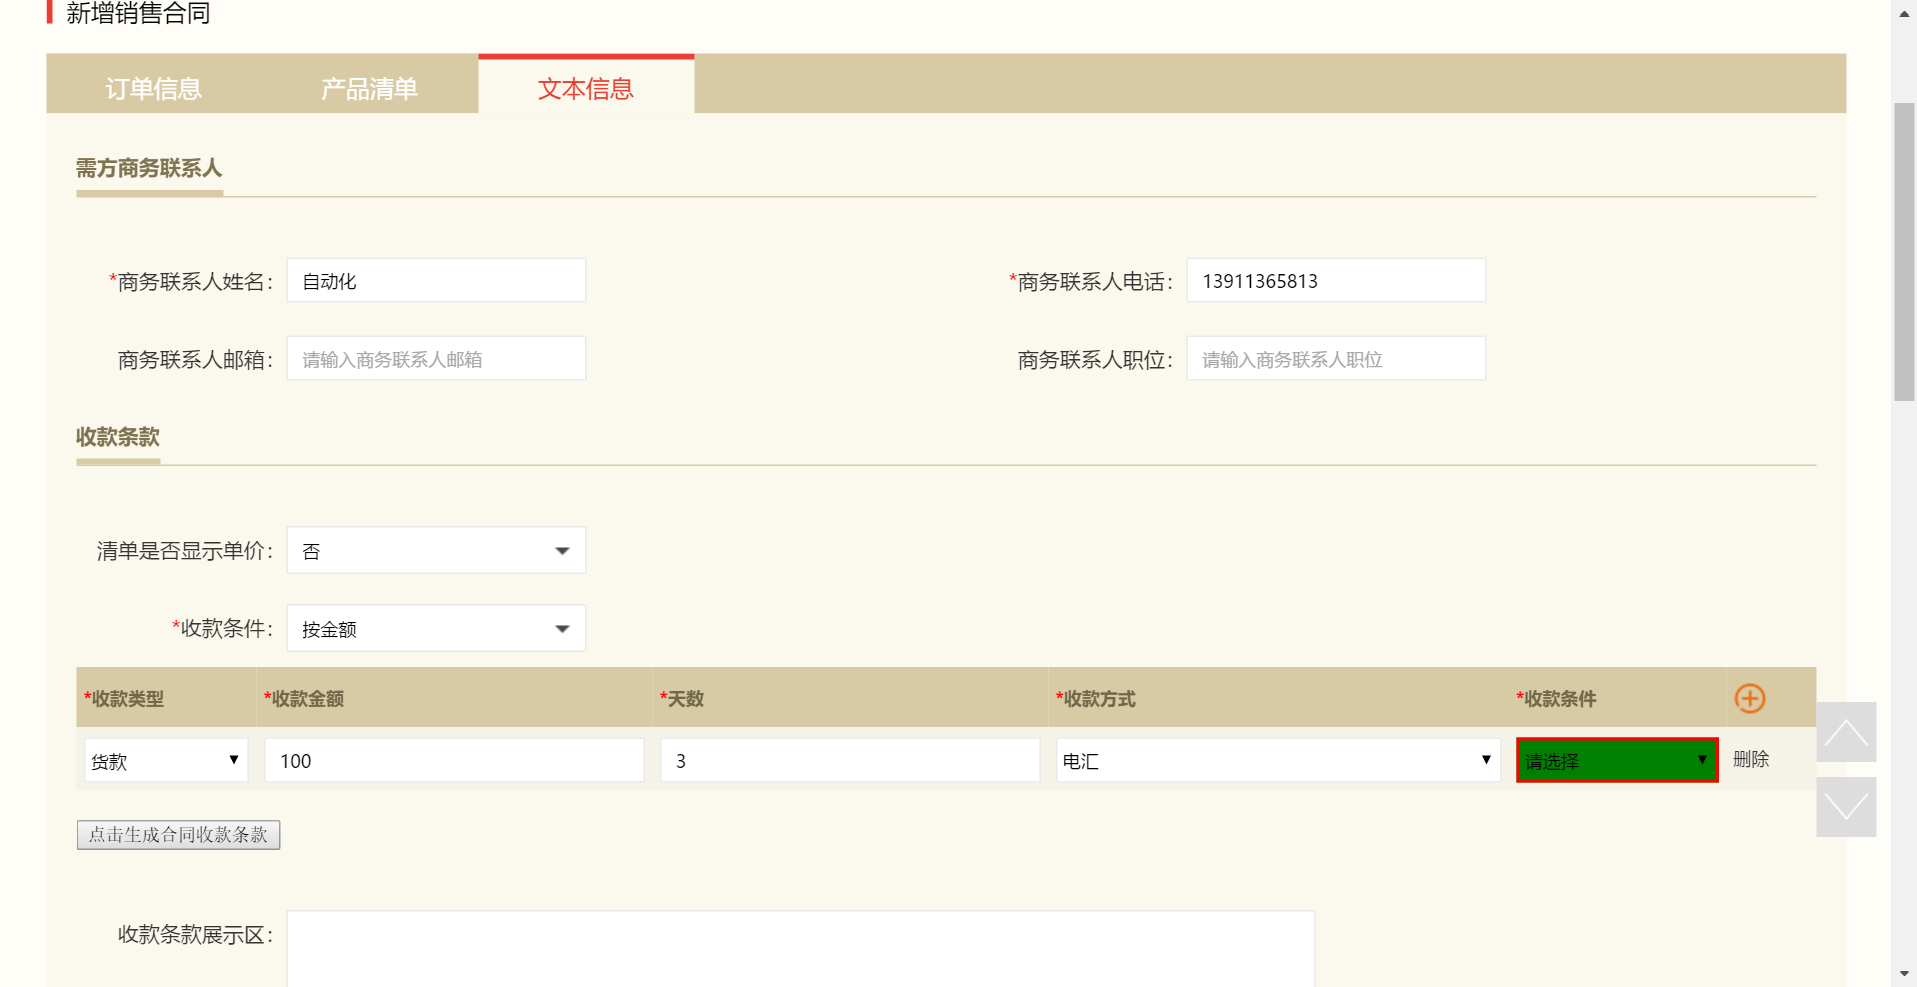 新增销售合同
订单信息 产品清单 文本信息
需方商务联系人
*商务联系人姓名: 自动化 *商务联系人电话: 13911365813
商务联系人邮箱: 请输入商务联系人邮箱 商务联系人职位: 请输入商务联系人职位
收款条款
清单是否显示单价: 否
*收款条件: 按金额
*收款类型 *收款金额 *天数 *收款方式 *收款条件
货款 100 3 电汇 请选择 删除
点击生成合同收款条款
收款条款展示区: